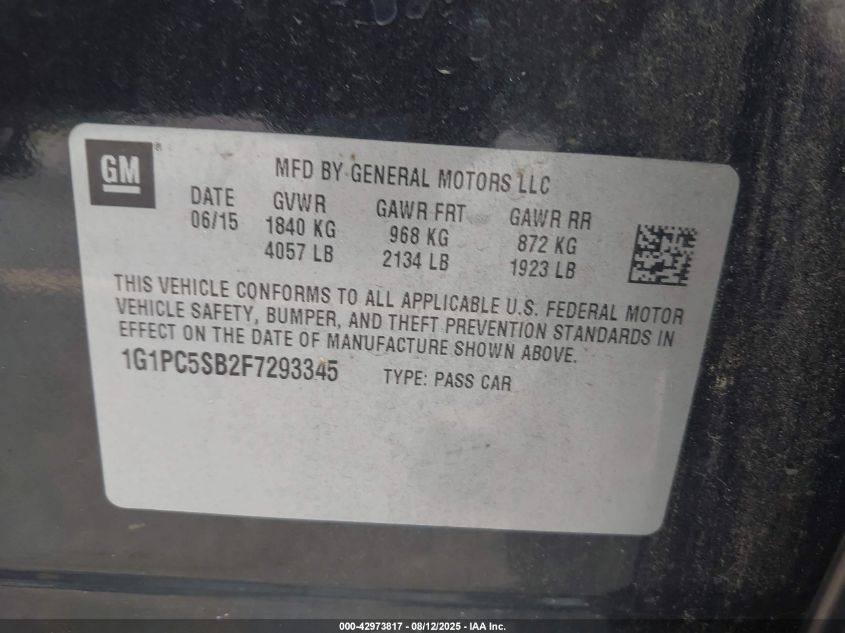 GM®
MFD BY GENERAL MOTORS LLC
DATE GVWR GAWR FRT GAWR RR
06/15 1840 KG 968 KG 872 KG
4057 LB 2134 LB 1923 LB
THIS VEHICLE CONFORMS TO ALL APPLICABLE U.S. FEDERAL MOTOR
VEHICLE SAFETY, BUMPER, AND THEFT PREVENTION STANDARDS IN
EFFECT ON THE DATE OF MANUFACTURE SHOWN ABOVE.
1G1PC5SB2F7293345 TYPE: PASS CAR
000-42973817 - 08/12/2025 - IAA Inc.